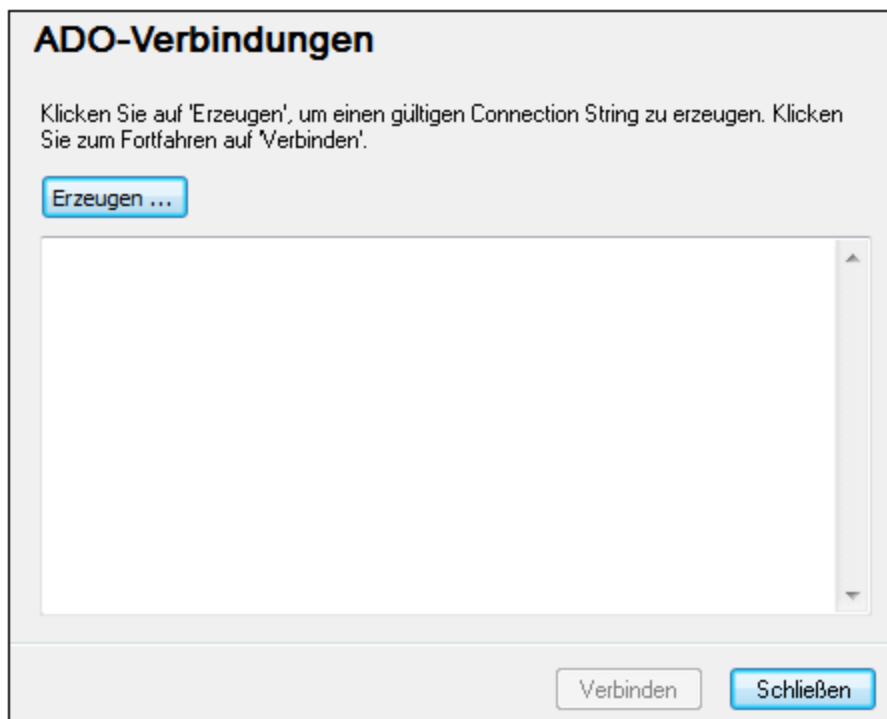 ADO-Verbindungen
Klicken Sie auf 'Erzeugen', um einen gültigen Connection String zu erzeugen. Klicken
Sie zum Fortfahren auf 'Verbinden'.
Erzeugen ...
Verbinden
Schließen